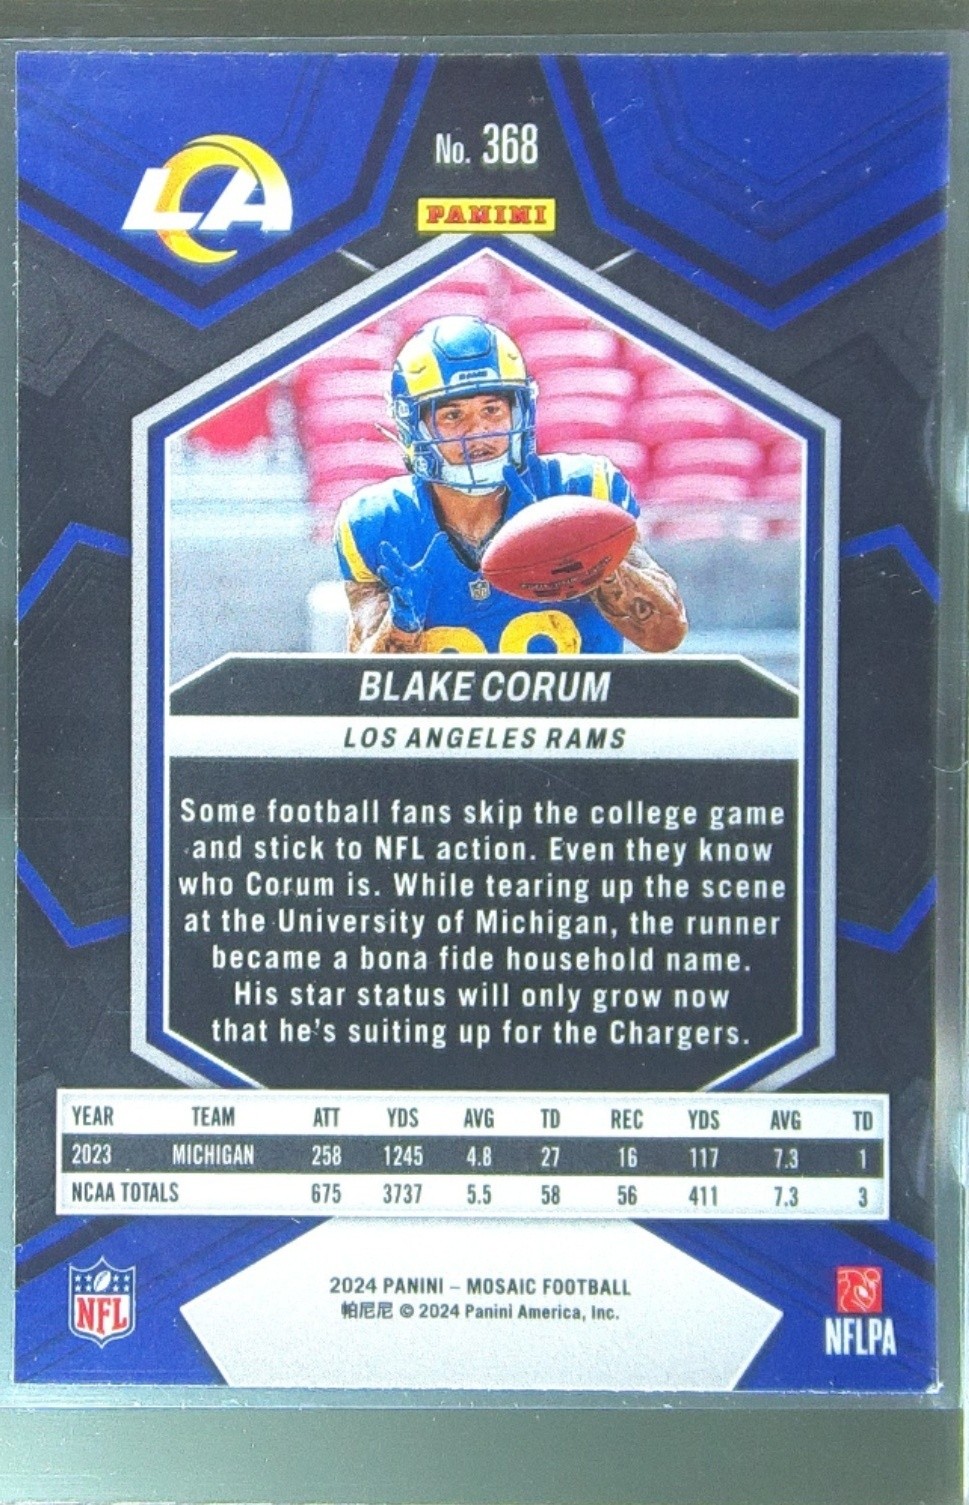 LA
No. 368
PANINI
RAMS
BLAKE CORUM
LOS ANGELES RAMS
Some football fans skip the college game
and stick to NFL action. Even they know
who Corum is. While tearing up the scene
at the University of Michigan, the runner
became a bona fide household name.
His star status will only grow now
that he's suiting up for the Chargers.
YEAR TEAM ATT YDS AVG TD REC YDS AVG TD
2023 MICHIGAN 258 1245 4.8 27 16 117 7.3 1
NCAA TOTALS 675 3737 5.5 58 56 411 7.3 3
2024 PANINI – MOSAIC FOOTBALL
帕尼尼 © 2024 Panini America, Inc.
NFL
NFLPA